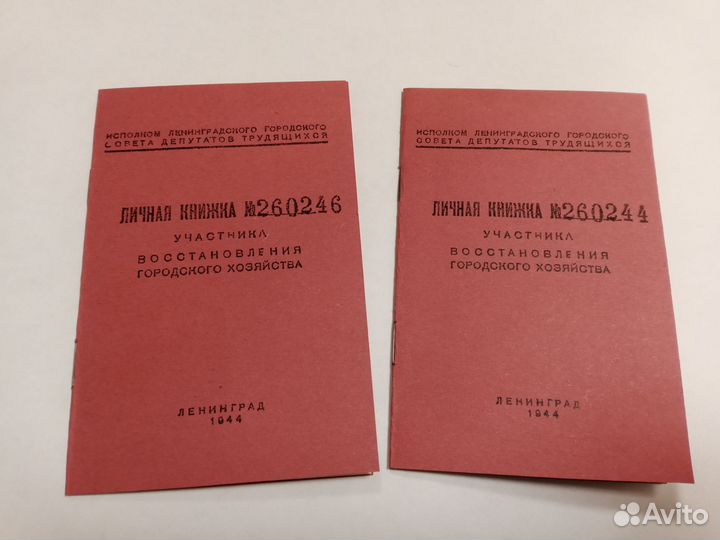 ИСПОЛКОМ ЛЕНИНГРАДСКОГО ГОРОДСКОГО
СОВЕТА ДЕПУТАТОВ ТРУДЯЩИХСЯ
ЛИЧНАЯ КНИЖКА №260246
УЧАСТНИКА
ВОССТАНОВЛЕНИЯ
ГОРОДСКОГО ХОЗЯЙСТВА
ЛЕНИНГРАД
1944
ИСПОЛКОМ ЛЕНИНГРАДСКОГО ГОРОДСКОГО
СОВЕТА ДЕПУТАТОВ ТРУДЯЩИХСЯ
ЛИЧНАЯ КНИЖКА №260244
УЧАСТНИКА
ВОССТАНОВЛЕНИЯ
ГОРОДСКОГО ХОЗЯЙСТВА
ЛЕНИНГРАД
1944
Avito